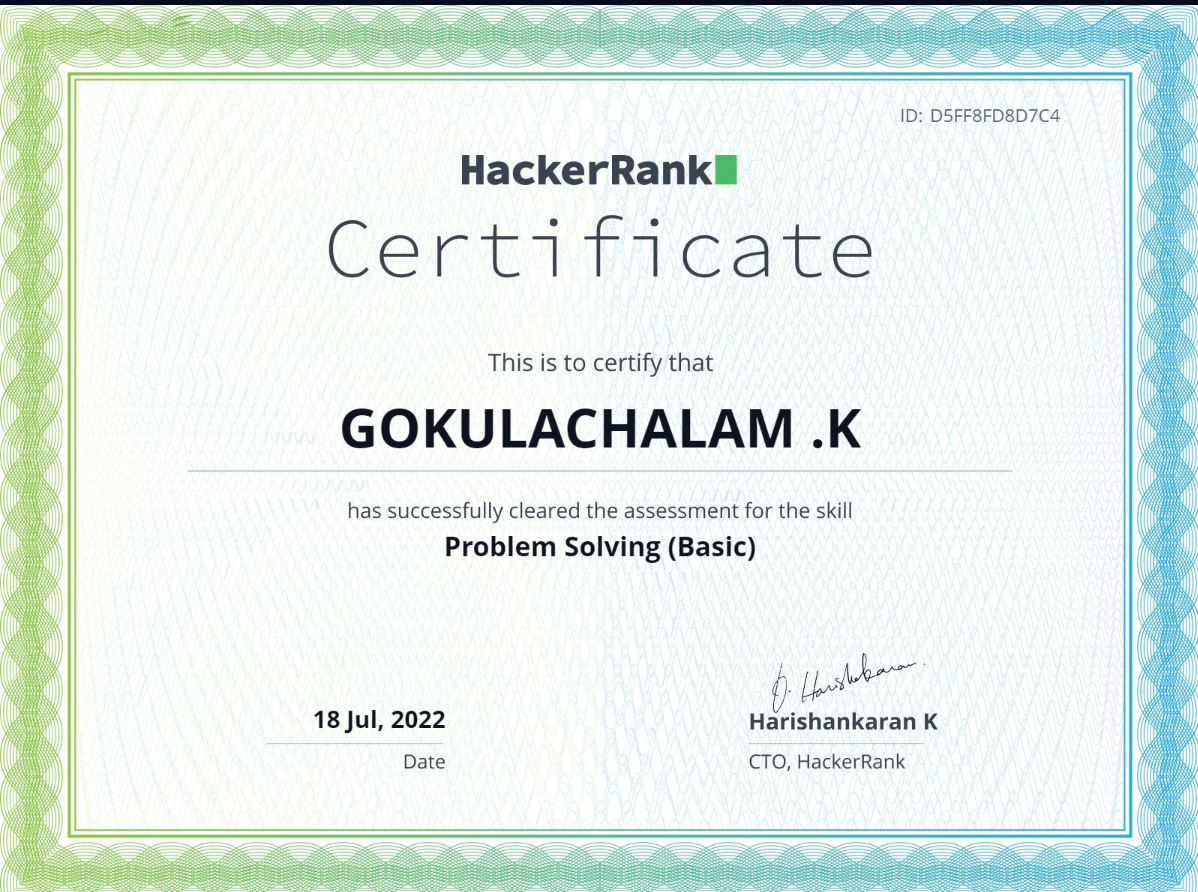 ID: D5FF8FD8D7C4
HackerRank
Certificate
This is to certify that
GOKULACHALAM .K
has successfully cleared the assessment for the skill
Problem Solving (Basic)
18 Jul, 2022
Date
Harishankaran K
CTO, HackerRank